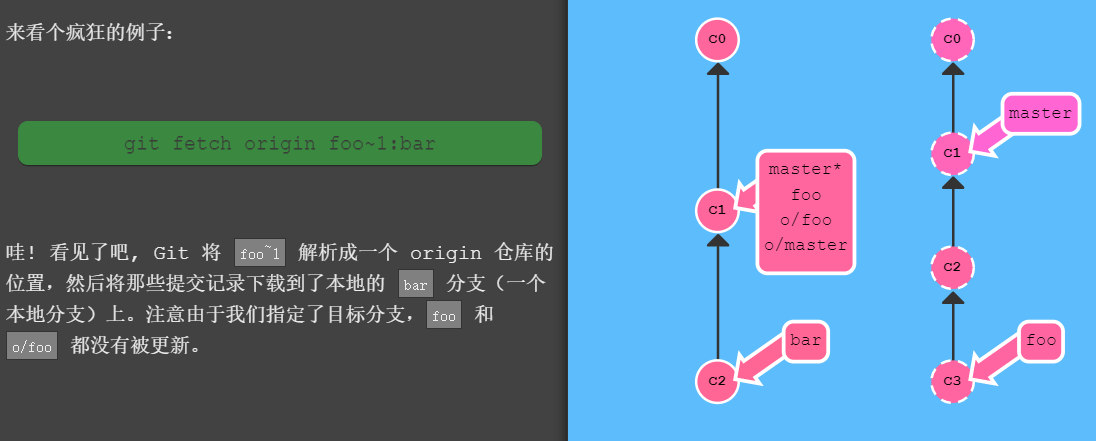 来看个疯狂的例子：
git fetch origin foo~1:bar
哇! 看见了吧, Git 将 foo~1 解析成一个 origin 仓库的
位置，然后将那些提交记录下载到了本地的 bar 分支（一个
本地分支）上。注意由于我们指定了目标分支，foo 和
o/foo 都没有被更新。
C0
master*
foo
o/foo
o/master
C1
bar
C2
C0
master
C1
C2
foo
C3